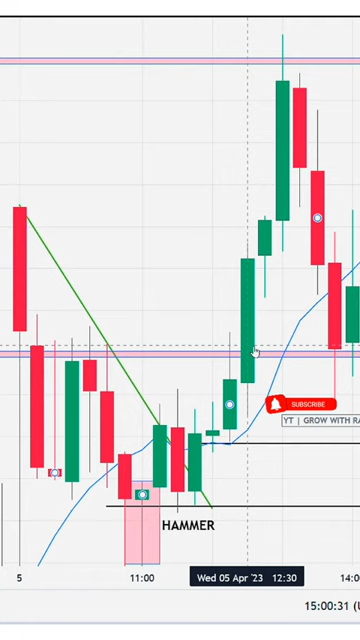 SUBSCRIBE
YT | GROW WITH RA
HAMMER
5
11:00
Wed 05 Apr '23 12:30
14:0
15:00:31 (U